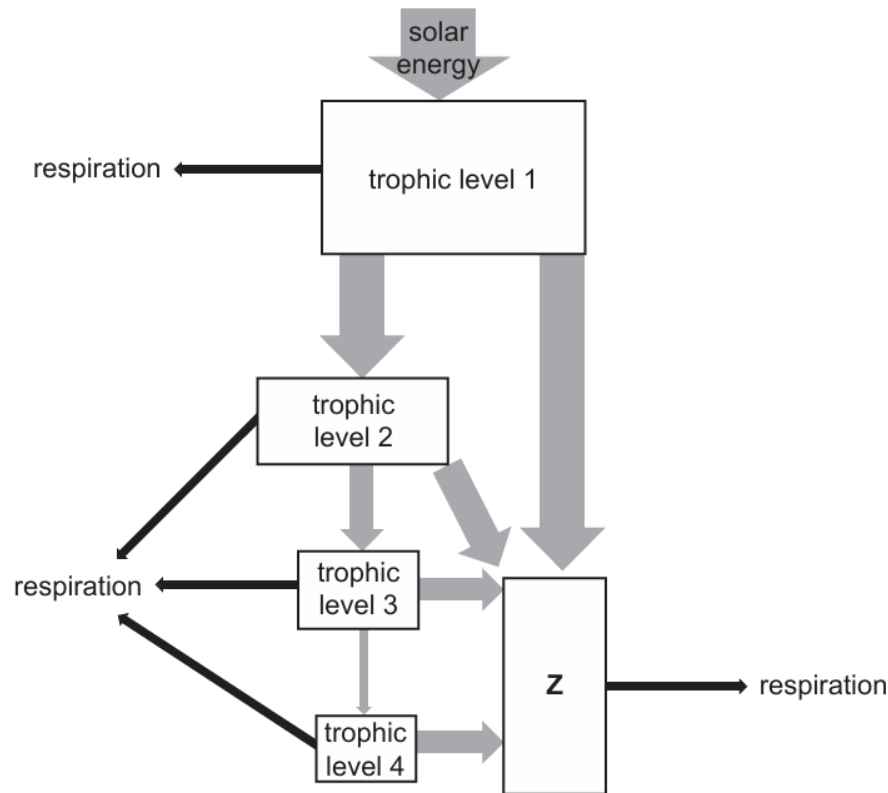 solar
energy
respiration
trophic level 1
trophic
level 2
respiration
trophic
level 3
Z
respiration
trophic
level 4